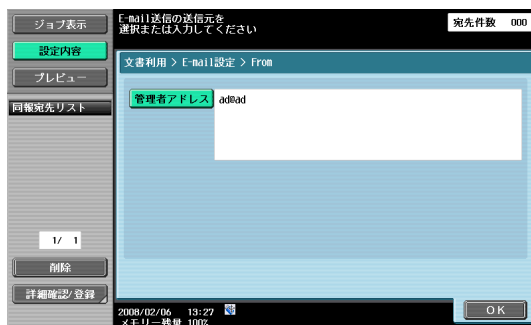 ジョブ表示
設定内容
プレビュー
同報宛先リスト
1/ 1
削除
詳細確認/登録
E-mail送信の送信元を
選択または入力してください
宛先件数 000
文書利用 > E-mail設定 > From
管理者アドレス ad@ad
2008/02/06 13:27
メモリー残量 100%
OK